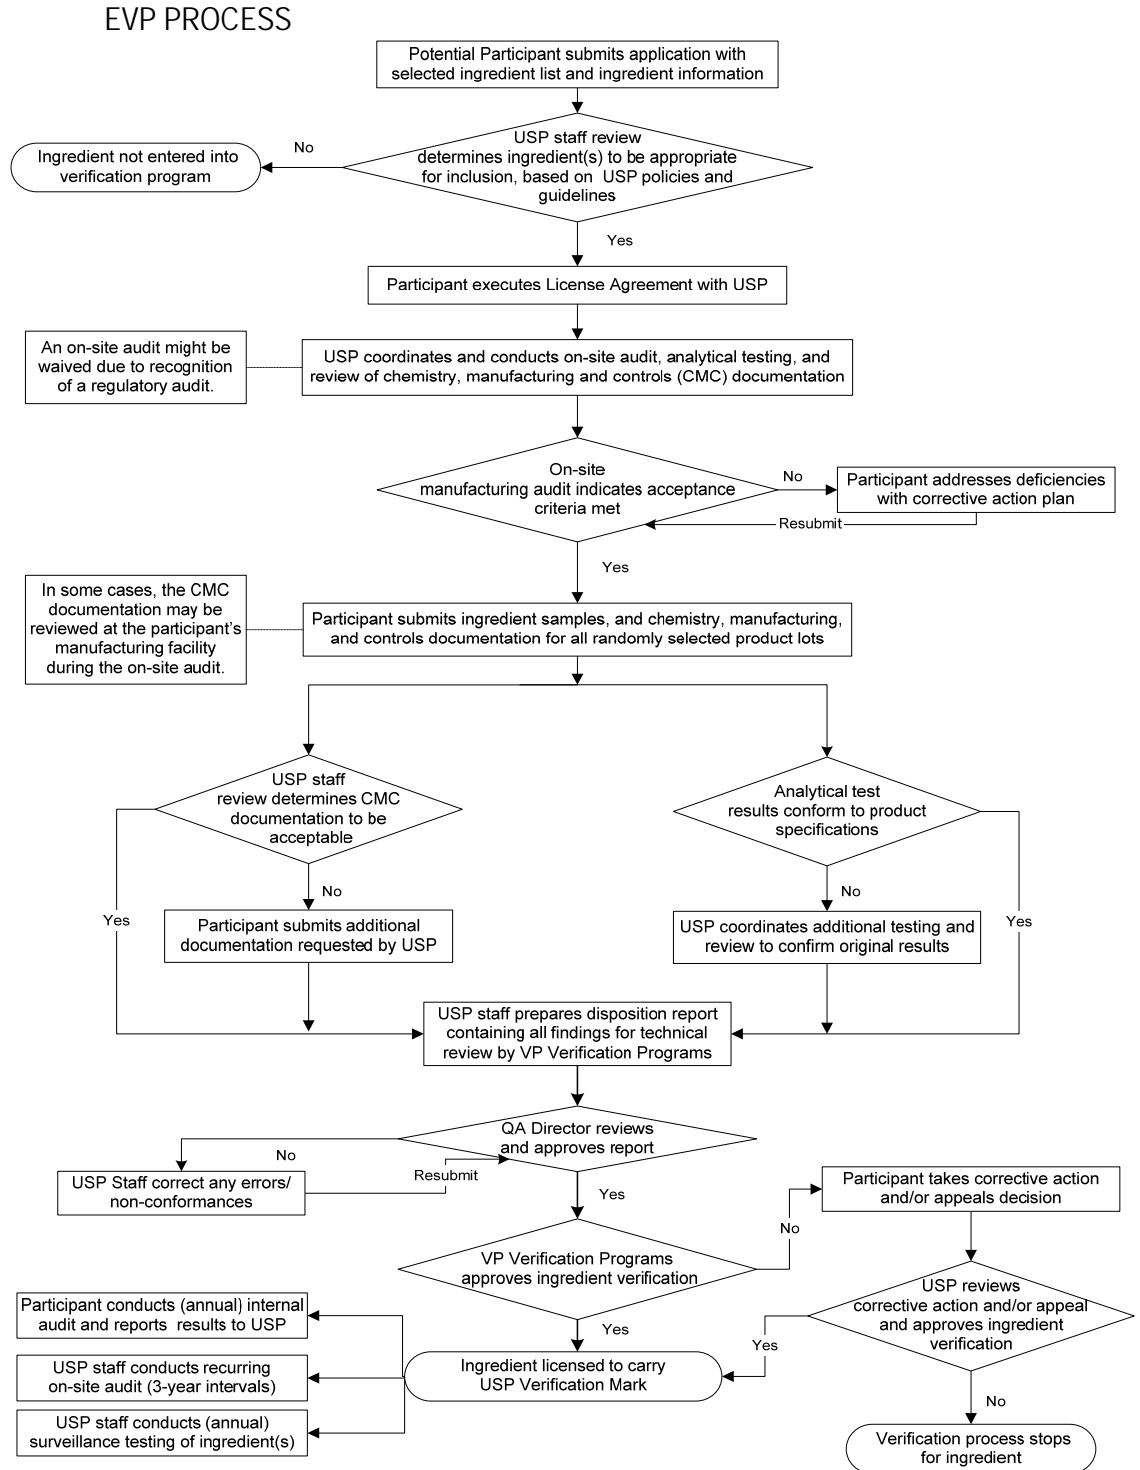 EVP PROCESS
Potential Participant submits application with
selected ingredient list and ingredient information
USP staff review
determines ingredient(s) to be appropriate
for inclusion, based on USP policies and
guidelines
No
Ingredient not entered into
verification program
Yes
Participant executes License Agreement with USP
An on-site audit might be
waived due to recognition
of a regulatory audit.
USP coordinates and conducts on-site audit, analytical testing, and
review of chemistry, manufacturing and controls (CMC) documentation
On-site
manufacturing audit indicates acceptance
criteria met
No
Participant addresses deficiencies
with corrective action plan
Resubmit
Yes
In some cases, the CMC
documentation may be
reviewed at the participant's
manufacturing facility
during the on-site audit.
Participant submits ingredient samples, and chemistry, manufacturing,
and controls documentation for all randomly selected product lots
USP staff
review determines CMC
documentation to be
acceptable
Analytical test
results conform to product
specifications
No
No
Yes
Participant submits additional
documentation requested by USP
USP coordinates additional testing and
review to confirm original results
Yes
USP staff prepares disposition report
containing all findings for technical
review by VP Verification Programs
QA Director reviews
and approves report
No
Resubmit
USP Staff correct any errors/
non-conformances
Yes
Participant takes corrective action
and/or appeals decision
No
VP Verification Programs
approves ingredient verification
USP reviews
corrective action and/or appeal
and approves ingredient
verification
Participant conducts (annual) internal
audit and reports results to USP
Yes
Yes
USP staff conducts recurring
on-site audit (3-year intervals)
Ingredient licensed to carry
USP Verification Mark
No
USP staff conducts (annual)
surveillance testing of ingredient(s)
Verification process stops
for ingredient